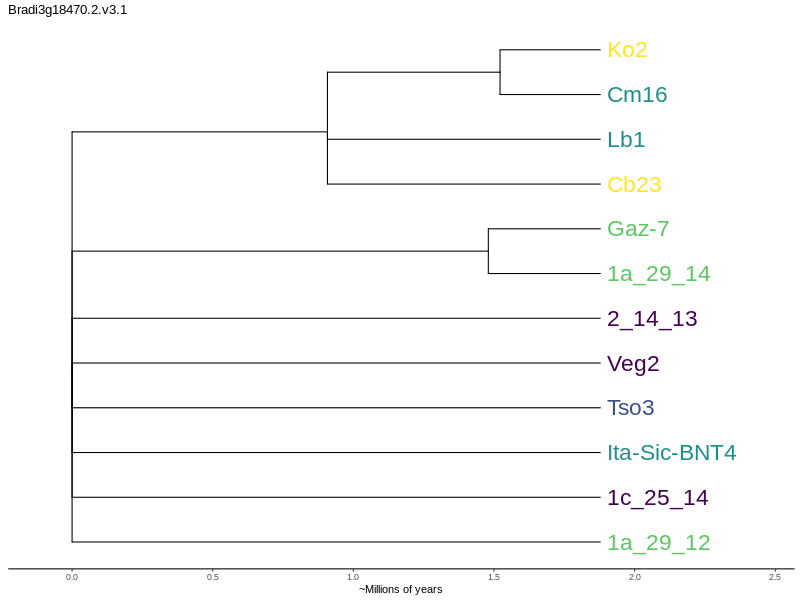 Bradi3g18470.2.v3.1
Ko2
Cm16
Lb1
Cb23
Gaz-7
1a_29_14
2_14_13
Veg2
Tso3
Ita-Sic-BNT4
1c_25_14
1a_29_12
0.0 0.5 1.0 1.5 2.0 2.5
~Millions of years